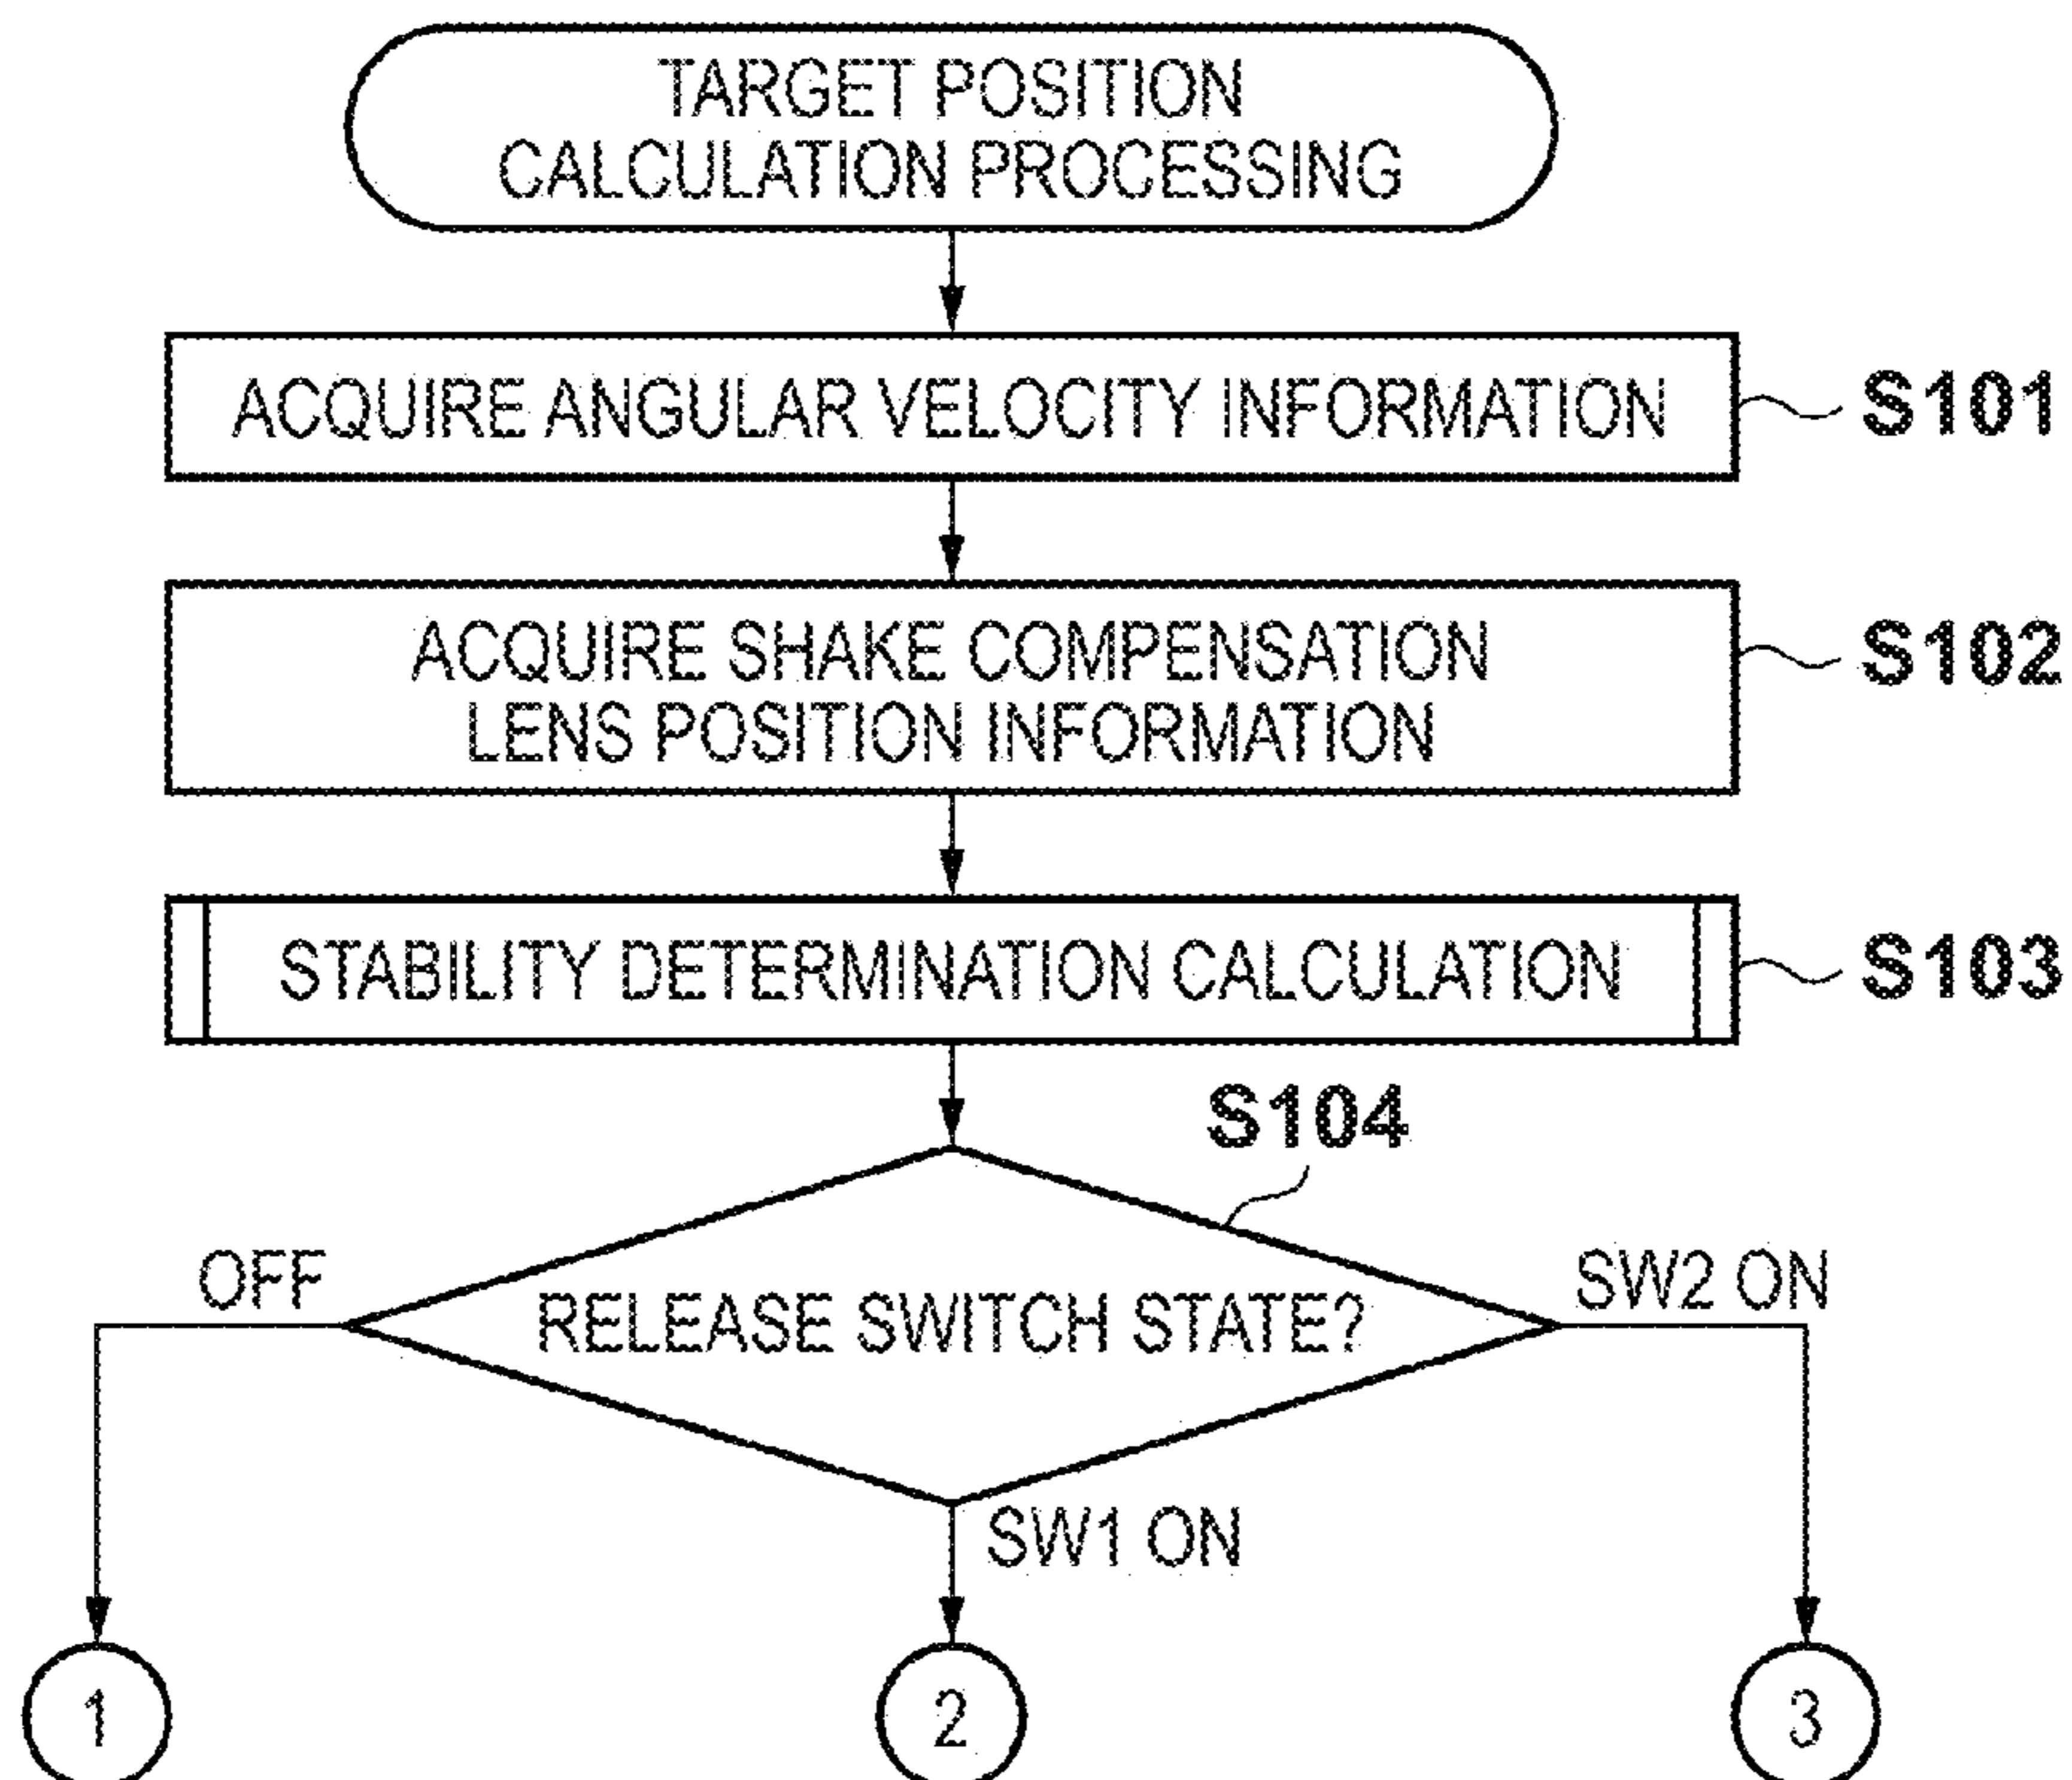 TARGET POSITION
CALCULATION PROCESSING
ACQUIRE ANGULAR VELOCITY INFORMATION
S101
ACQUIRE SHAKE COMPENSATION
LENS POSITION INFORMATION
S102
STABILITY DETERMINATION CALCULATION
S103
S104
OFF
RELEASE SWITCH STATE?
SW2 ON
SW1 ON
1
2
3